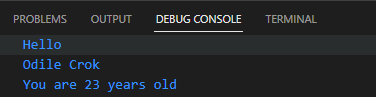 PROBLEMS OUTPUT DEBUG CONSOLE TERMINAL
Hello
Odile Crok
You are 23 years old